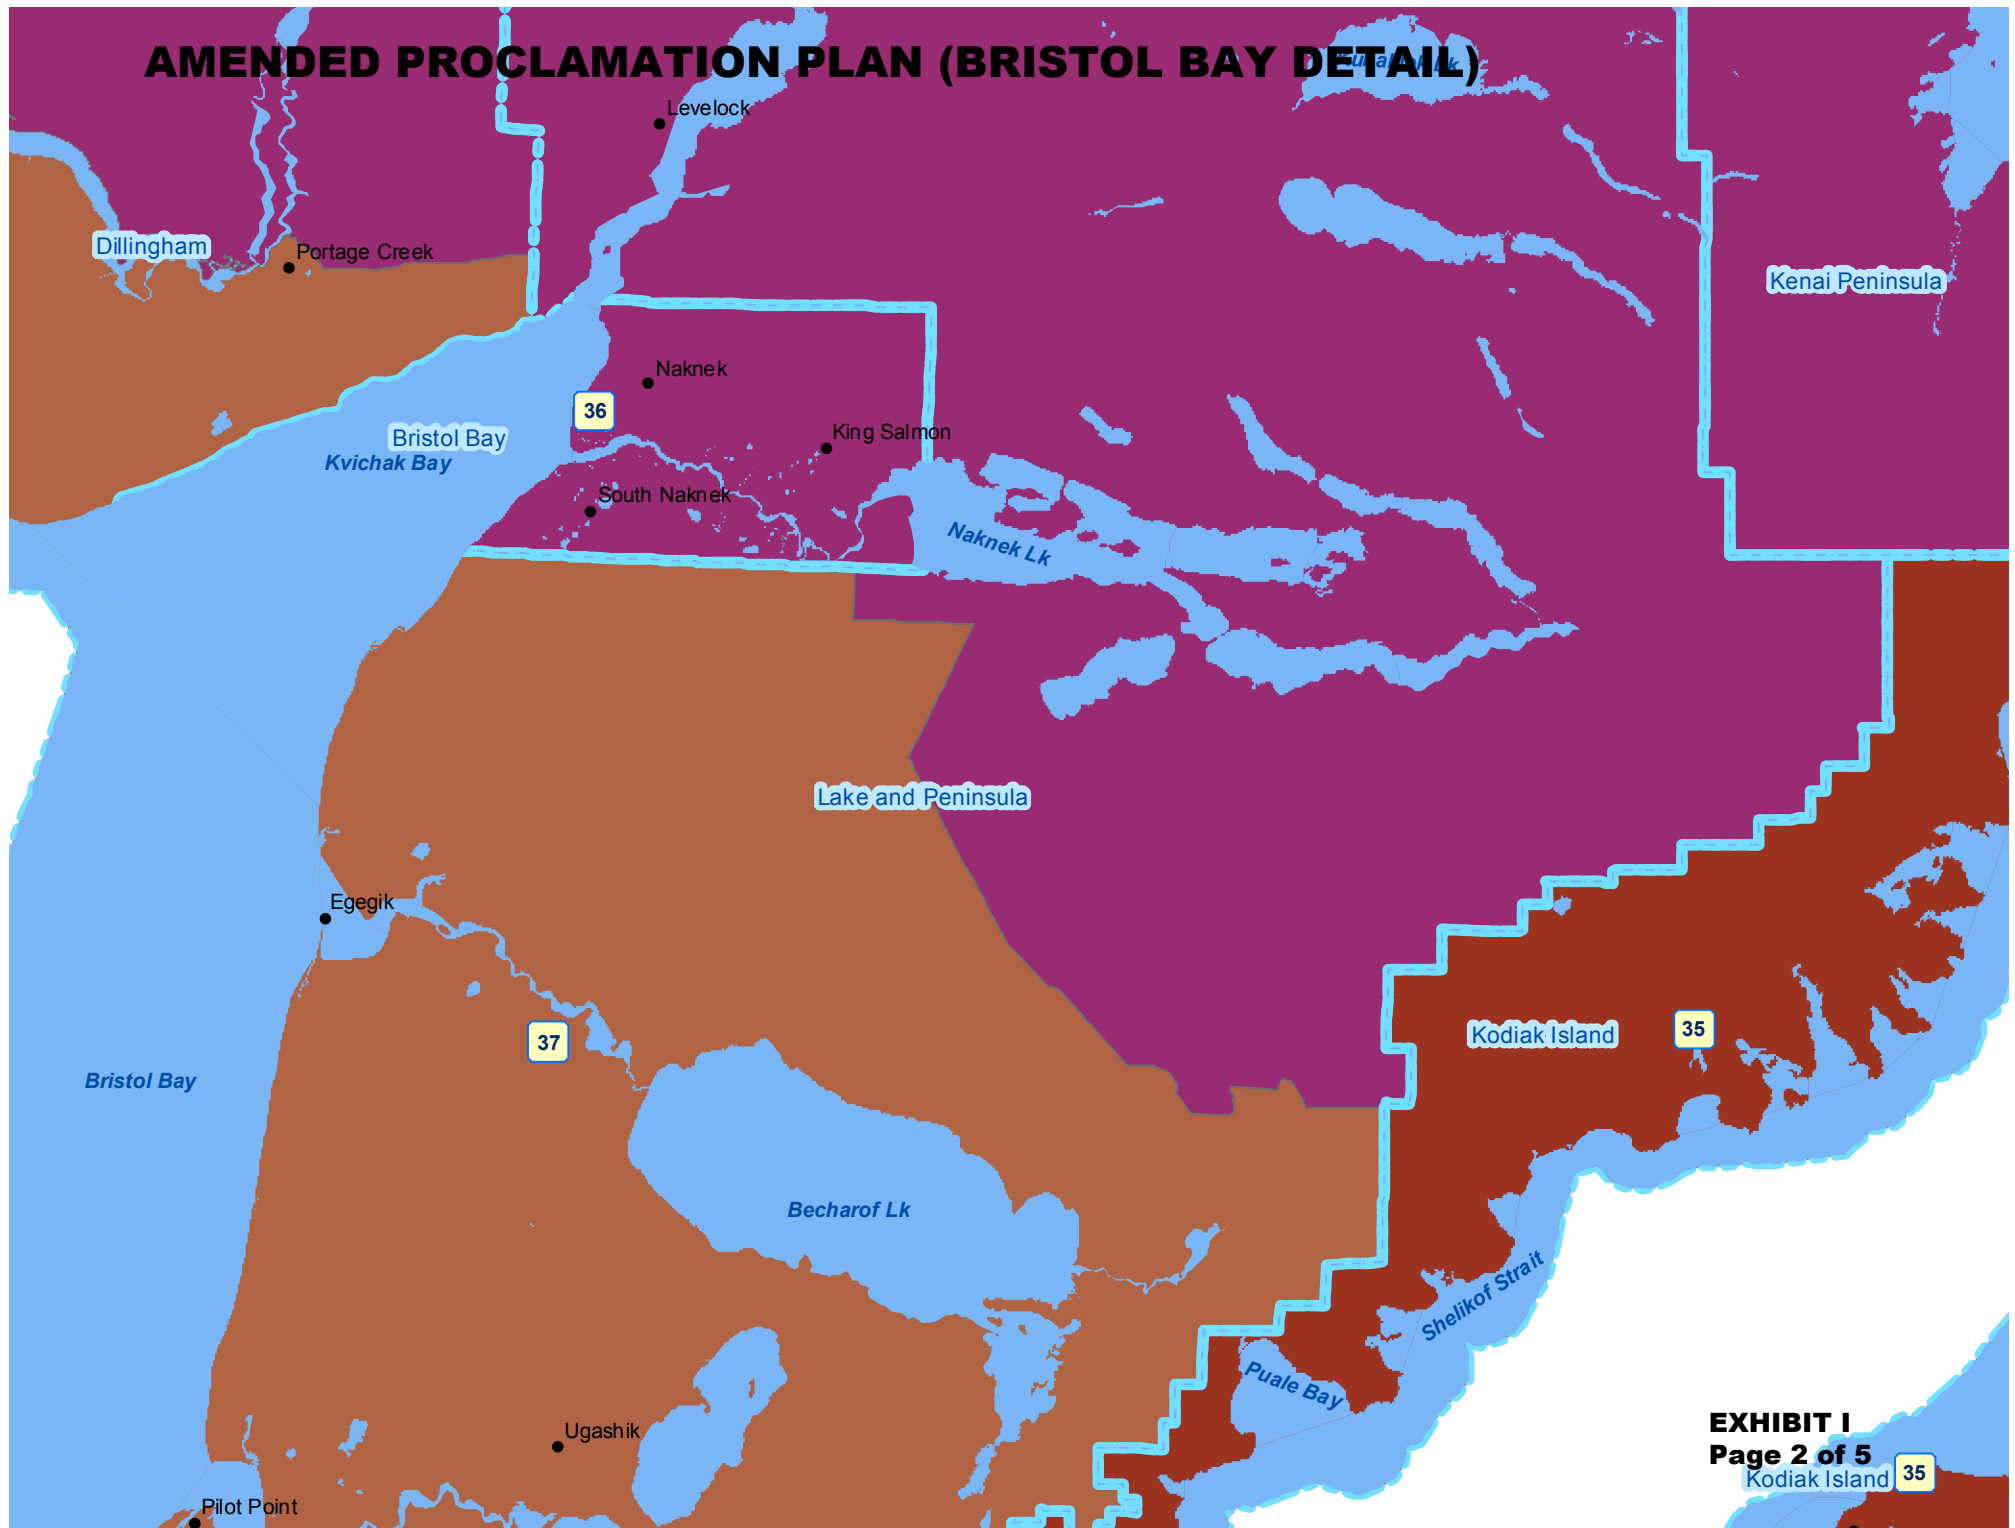 AMENDED PROCLAMATION PLAN (BRISTOL BAY DETAIL)
Levelock
Dillingham
Portage Creek
Kenai Peninsula
Naknek
36
Bristol Bay
Kvichak Bay
King Salmon
South Naknek
Naknek Lk
Lake and Peninsula
Egegik
37
Kodiak Island
35
Bristol Bay
Becharof Lk
Shelikof Strait
Puale Bay
Ugashik
EXHIBIT I
Page 2 of 5
Kodiak Island
35
Pilot Point